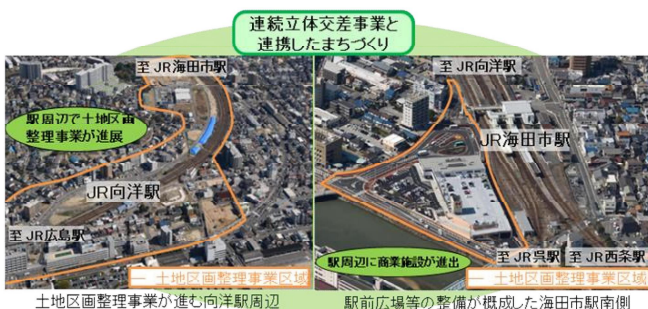 連続立体交差事業と
連携したまちづくり
至 JR海田市駅
駅周辺で土地区画
整理事業が進展
JR向洋駅
至 JR広島駅
土地区画整理事業区域
土地区画整理事業が進む向洋駅周辺
至 JR向洋駅
JR海田市駅
駅周辺に商業施設が進出
至 JR呉駅
至 JR西条駅
土地区画整理事業区域
駅前広場等の整備が概成した海田市駅南側